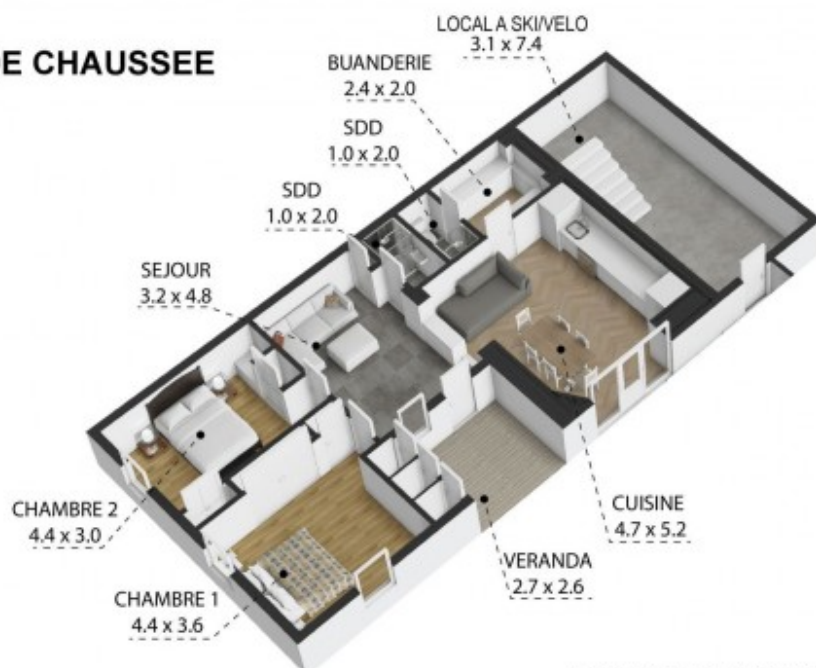 E CHAUSSEE
LOCAL A SKI/VELO
3.1 x 7.4
BUANDERIE
2.4 x 2.0
SDD
1.0 x 2.0
SDD
1.0 x 2.0
SEJOUR
3.2 x 4.8
CHAMBRE 2
4.4 x 3.0
CUISINE
4.7 x 5.2
VERANDA
2.7 x 2.6
CHAMBRE 1
4.4 x 3.6